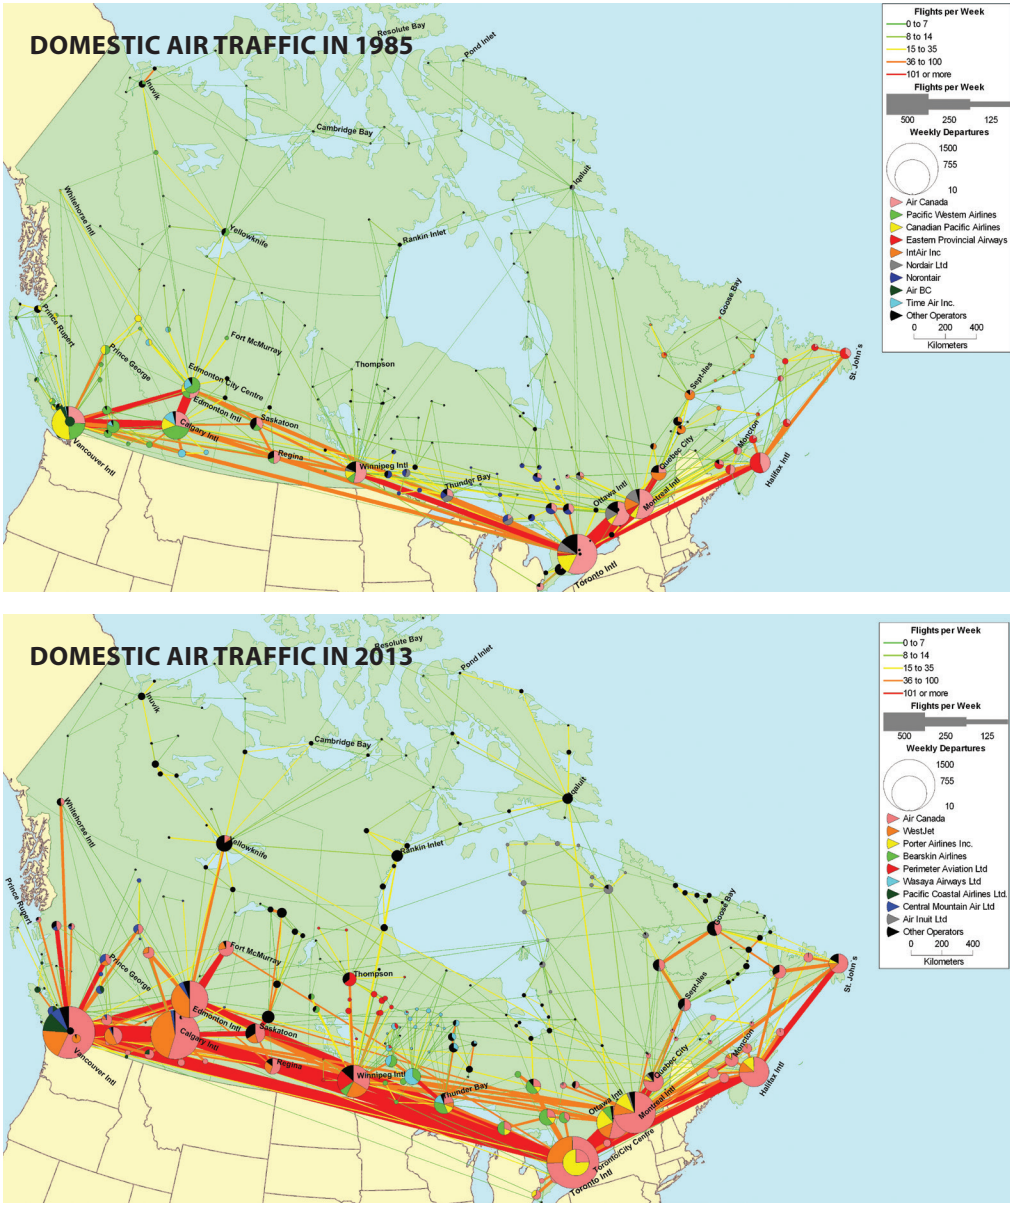 DOMESTIC AIR TRAFFIC IN 1985
Resolute Bay
Pond Inlet
Inuvik
Cambridge Bay
Iqaluit
Whitehorse Intl
Yellowknife
Rankin Inlet
Goose Bay
Prince Rupert
Prince George
Fort McMurray
Thompson
St. John's
Edmonton City Centre
Sept-Iles
Edmonton Intl
Saskatoon
Calgary Intl
Moncton
Vancouver Intl
Regina
Winnipeg Intl
Quebec City
Halifax Intl
Thunder Bay
Ottawa Intl
Montreal Intl
Toronto Intl
Flights per Week
0 to 7
8 to 14
15 to 35
36 to 100
101 or more
Flights per Week
500 250 125
Weekly Departures
1500
755
10
Air Canada
Pacific Western Airlines
Canadian Pacific Airlines
Eastern Provincial Airways
IntAir Inc
Nordair Ltd
Norontair
Air BC
Time Air Inc.
Other Operators
0 200 400
Kilometers
DOMESTIC AIR TRAFFIC IN 2013
Resolute Bay
Pond Inlet
Inuvik
Cambridge Bay
Iqaluit
Whitehorse Intl
Yellowknife
Rankin Inlet
Prince Rupert
Goose Bay
Prince George
Fort McMurray
Thompson
St. John's
Sept-Iles
Edmonton Intl
Saskatoon
Calgary Intl
Moncton
Vancouver Intl
Regina
Winnipeg Intl
Quebec City
Halifax Intl
Thunder Bay
Ottawa Intl
Montreal Intl
Toronto/City Centre
Toronto Intl
Flights per Week
0 to 7
8 to 14
15 to 35
36 to 100
101 or more
Flights per Week
500 250 125
Weekly Departures
1500
755
10
Air Canada
WestJet
Porter Airlines Inc.
Bearskin Airlines
Perimeter Aviation Ltd
Wasaya Airways Ltd
Pacific Coastal Airlines Ltd.
Central Mountain Air Ltd
Air Inuit Ltd
Other Operators
0 200 400
Kilometers